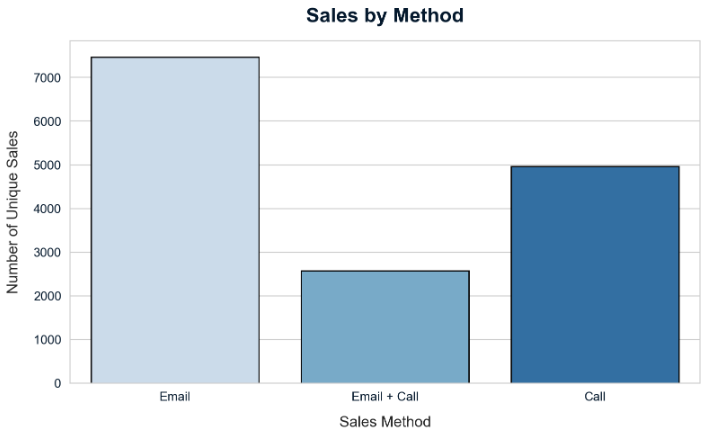 Sales by Method
Number of Unique Sales
7000
6000
5000
4000
3000
2000
1000
0
Email
Email + Call
Call
Sales Method